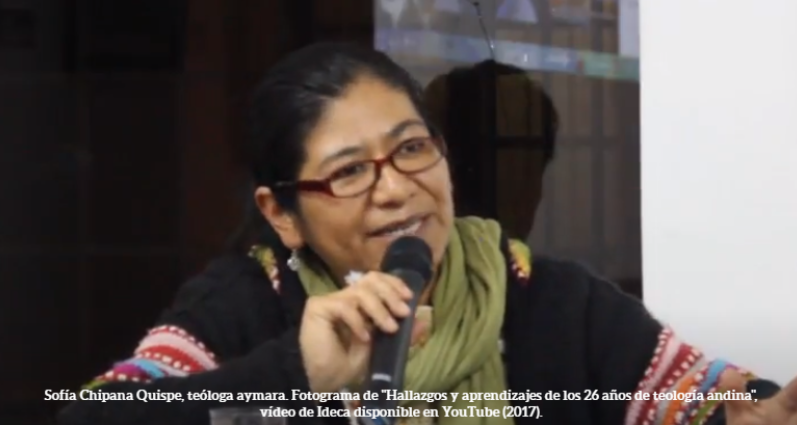 Sofía Chipana Quispe, teóloga aymara. Fotograma de "Hallazgos y aprendizajes de los 26 años de teología andina",
vídeo de Ideca disponible en YouTube (2017).